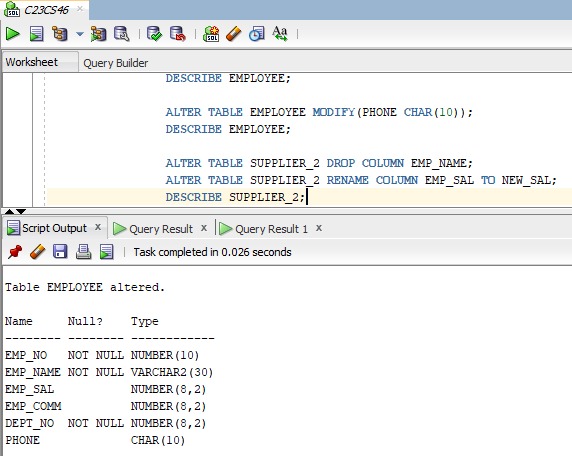 C23CS46
SQL
Aa
Worksheet Query Builder
DESCRIBE EMPLOYEE;
ALTER TABLE EMPLOYEE MODIFY(PHONE CHAR(10));
DESCRIBE EMPLOYEE;
ALTER TABLE SUPPLIER_2 DROP COLUMN EMP_NAME;
ALTER TABLE SUPPLIER_2 RENAME COLUMN EMP_SAL TO NEW_SAL;
DESCRIBE SUPPLIER_2;
Script Output x Query Result x Query Result 1 x
Task completed in 0.026 seconds
Table EMPLOYEE altered.
Name Null? Type
-------- -------- ------------
EMP_NO NOT NULL NUMBER(10)
EMP_NAME NOT NULL VARCHAR2(30)
EMP_SAL NUMBER(8,2)
EMP_COMM NUMBER(8,2)
DEPT_NO NOT NULL NUMBER(8,2)
PHONE CHAR(10)